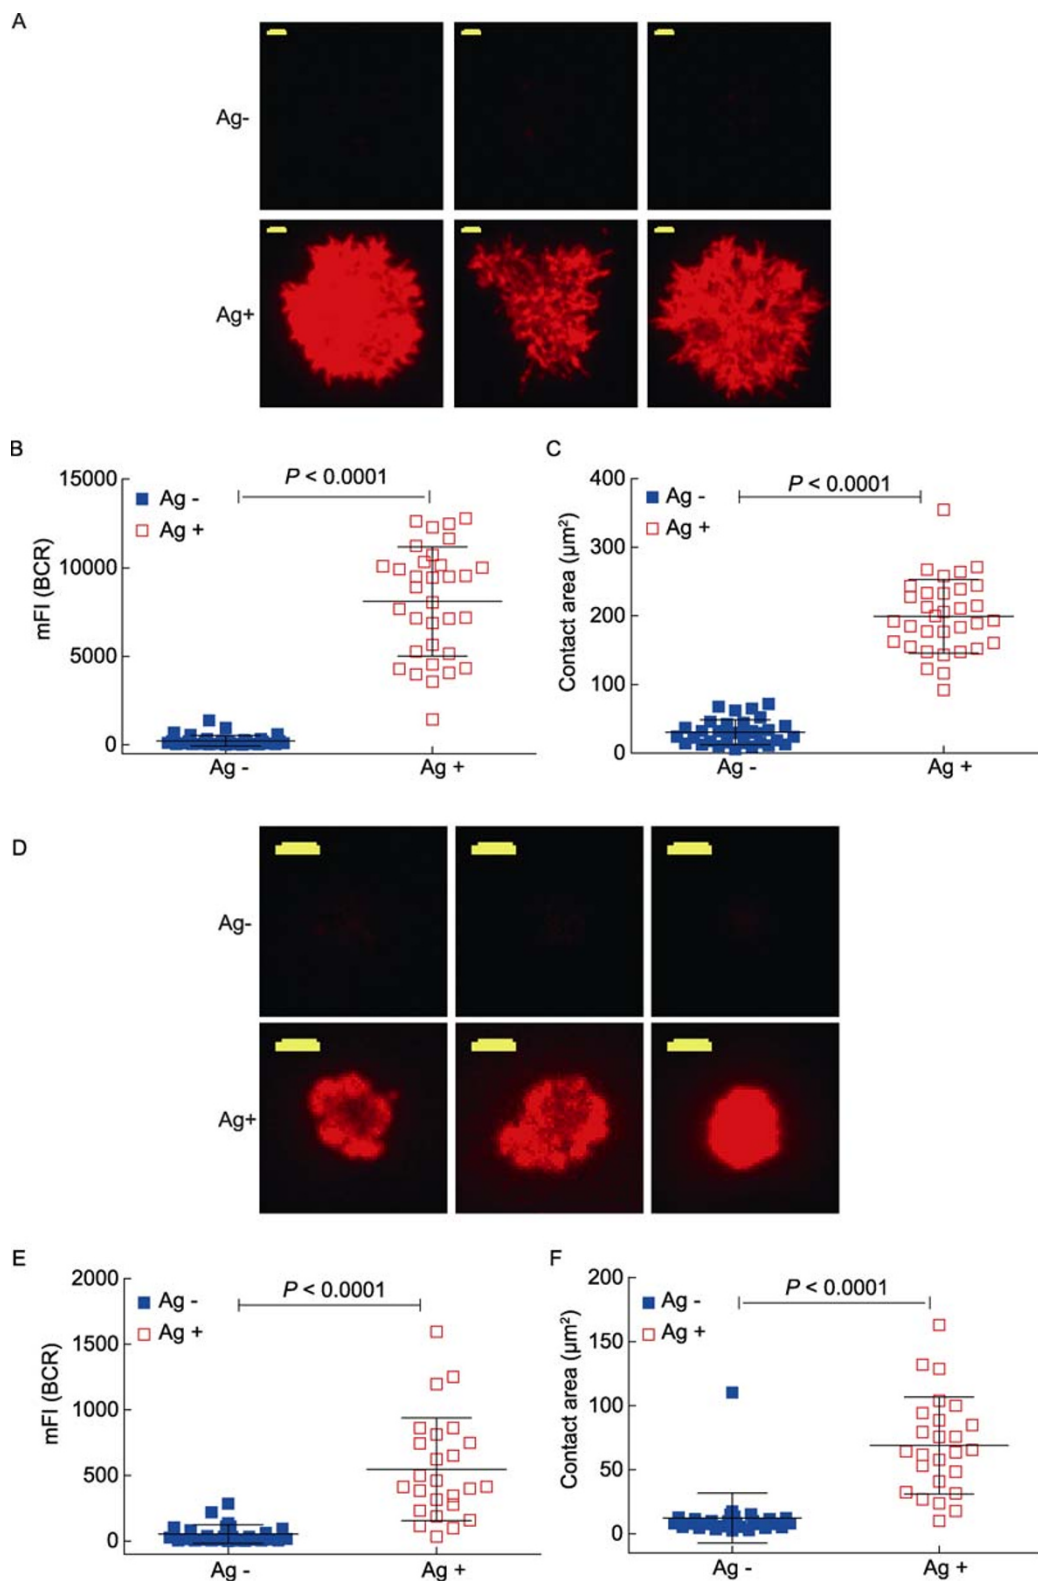 A
Ag-
Ag+
B
15000
10000
5000
0
mFI (BCR)
Ag -
Ag +
P < 0.0001
Ag -
Ag +
C
400
300
200
100
0
Contact area (µm²)
Ag -
Ag +
P < 0.0001
Ag -
Ag +
D
Ag-
Ag+
E
2000
1500
1000
500
0
mFI (BCR)
Ag -
Ag +
P < 0.0001
Ag -
Ag +
F
200
150
100
50
0
Contact area (µm²)
Ag -
Ag +
P < 0.0001
Ag -
Ag +